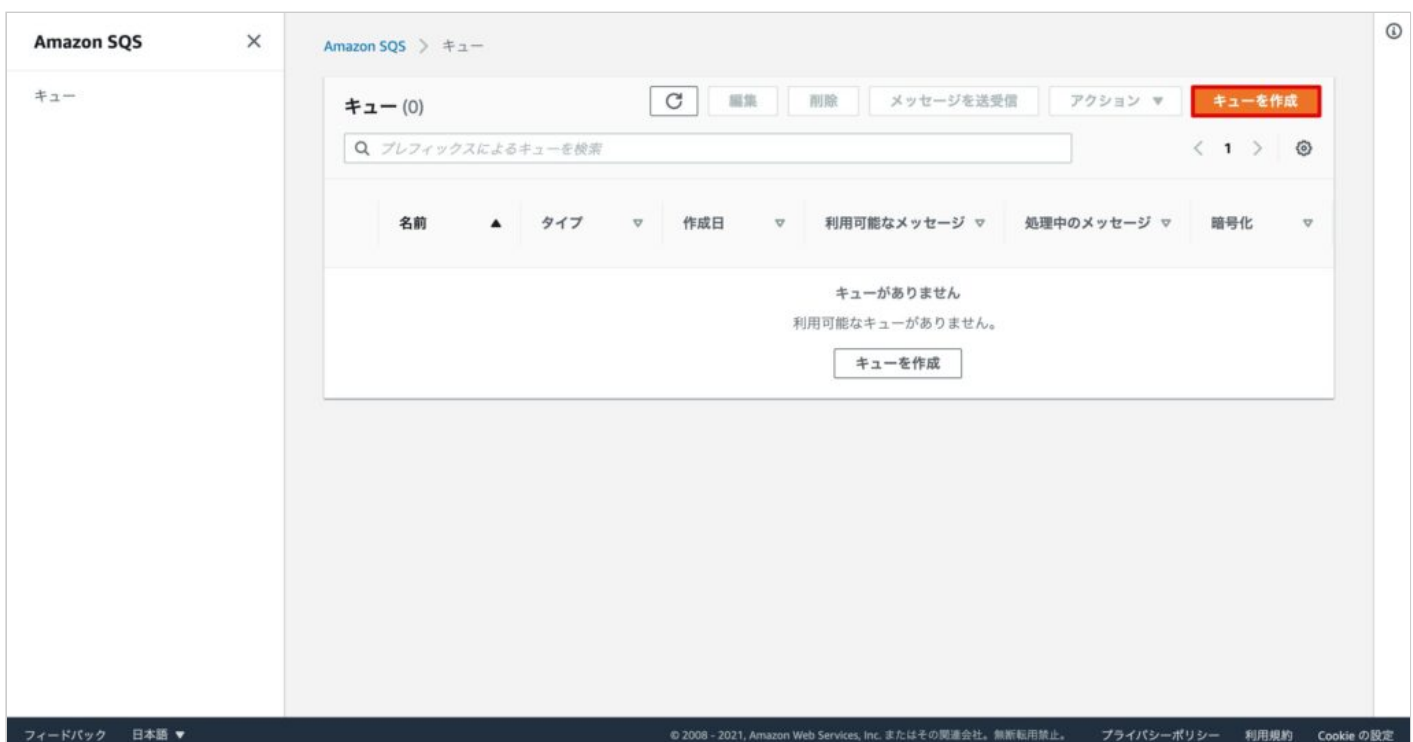 Amazon SQS
キュー
Amazon SQS > キュー
キュー (0)
編集
削除
メッセージを送受信
アクション ▼
キューを作成
プレフィックスによるキューを検索
< 1 >
名前 ▲ タイプ ▽ 作成日 ▽ 利用可能なメッセージ ▽ 処理中のメッセージ ▽ 暗号化 ▽
キューがありません
利用可能なキューがありません。
キューを作成
フィードバック 日本語 ▼ © 2008 - 2021, Amazon Web Services, Inc. またはその関連会社。無断転用禁止。 プライバシーポリシー 利用規約 Cookie の設定